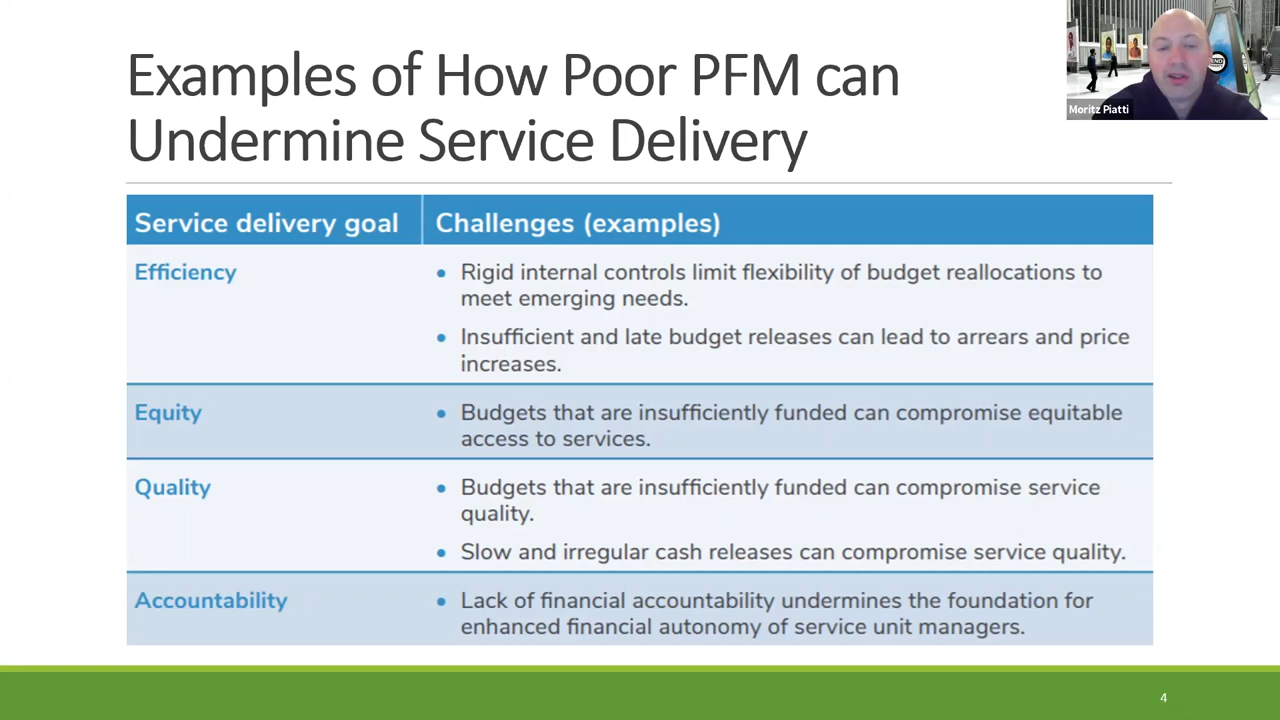 Examples of How Poor PFM can
Undermine Service Delivery
Moritz Piatti
Service delivery goal
Challenges (examples)
Efficiency
• Rigid internal controls limit flexibility of budget reallocations to
meet emerging needs.
• Insufficient and late budget releases can lead to arrears and price
increases.
Equity
• Budgets that are insufficiently funded can compromise equitable
access to services.
Quality
• Budgets that are insufficiently funded can compromise service
quality.
• Slow and irregular cash releases can compromise service quality.
Accountability
• Lack of financial accountability undermines the foundation for
enhanced financial autonomy of service unit managers.
4